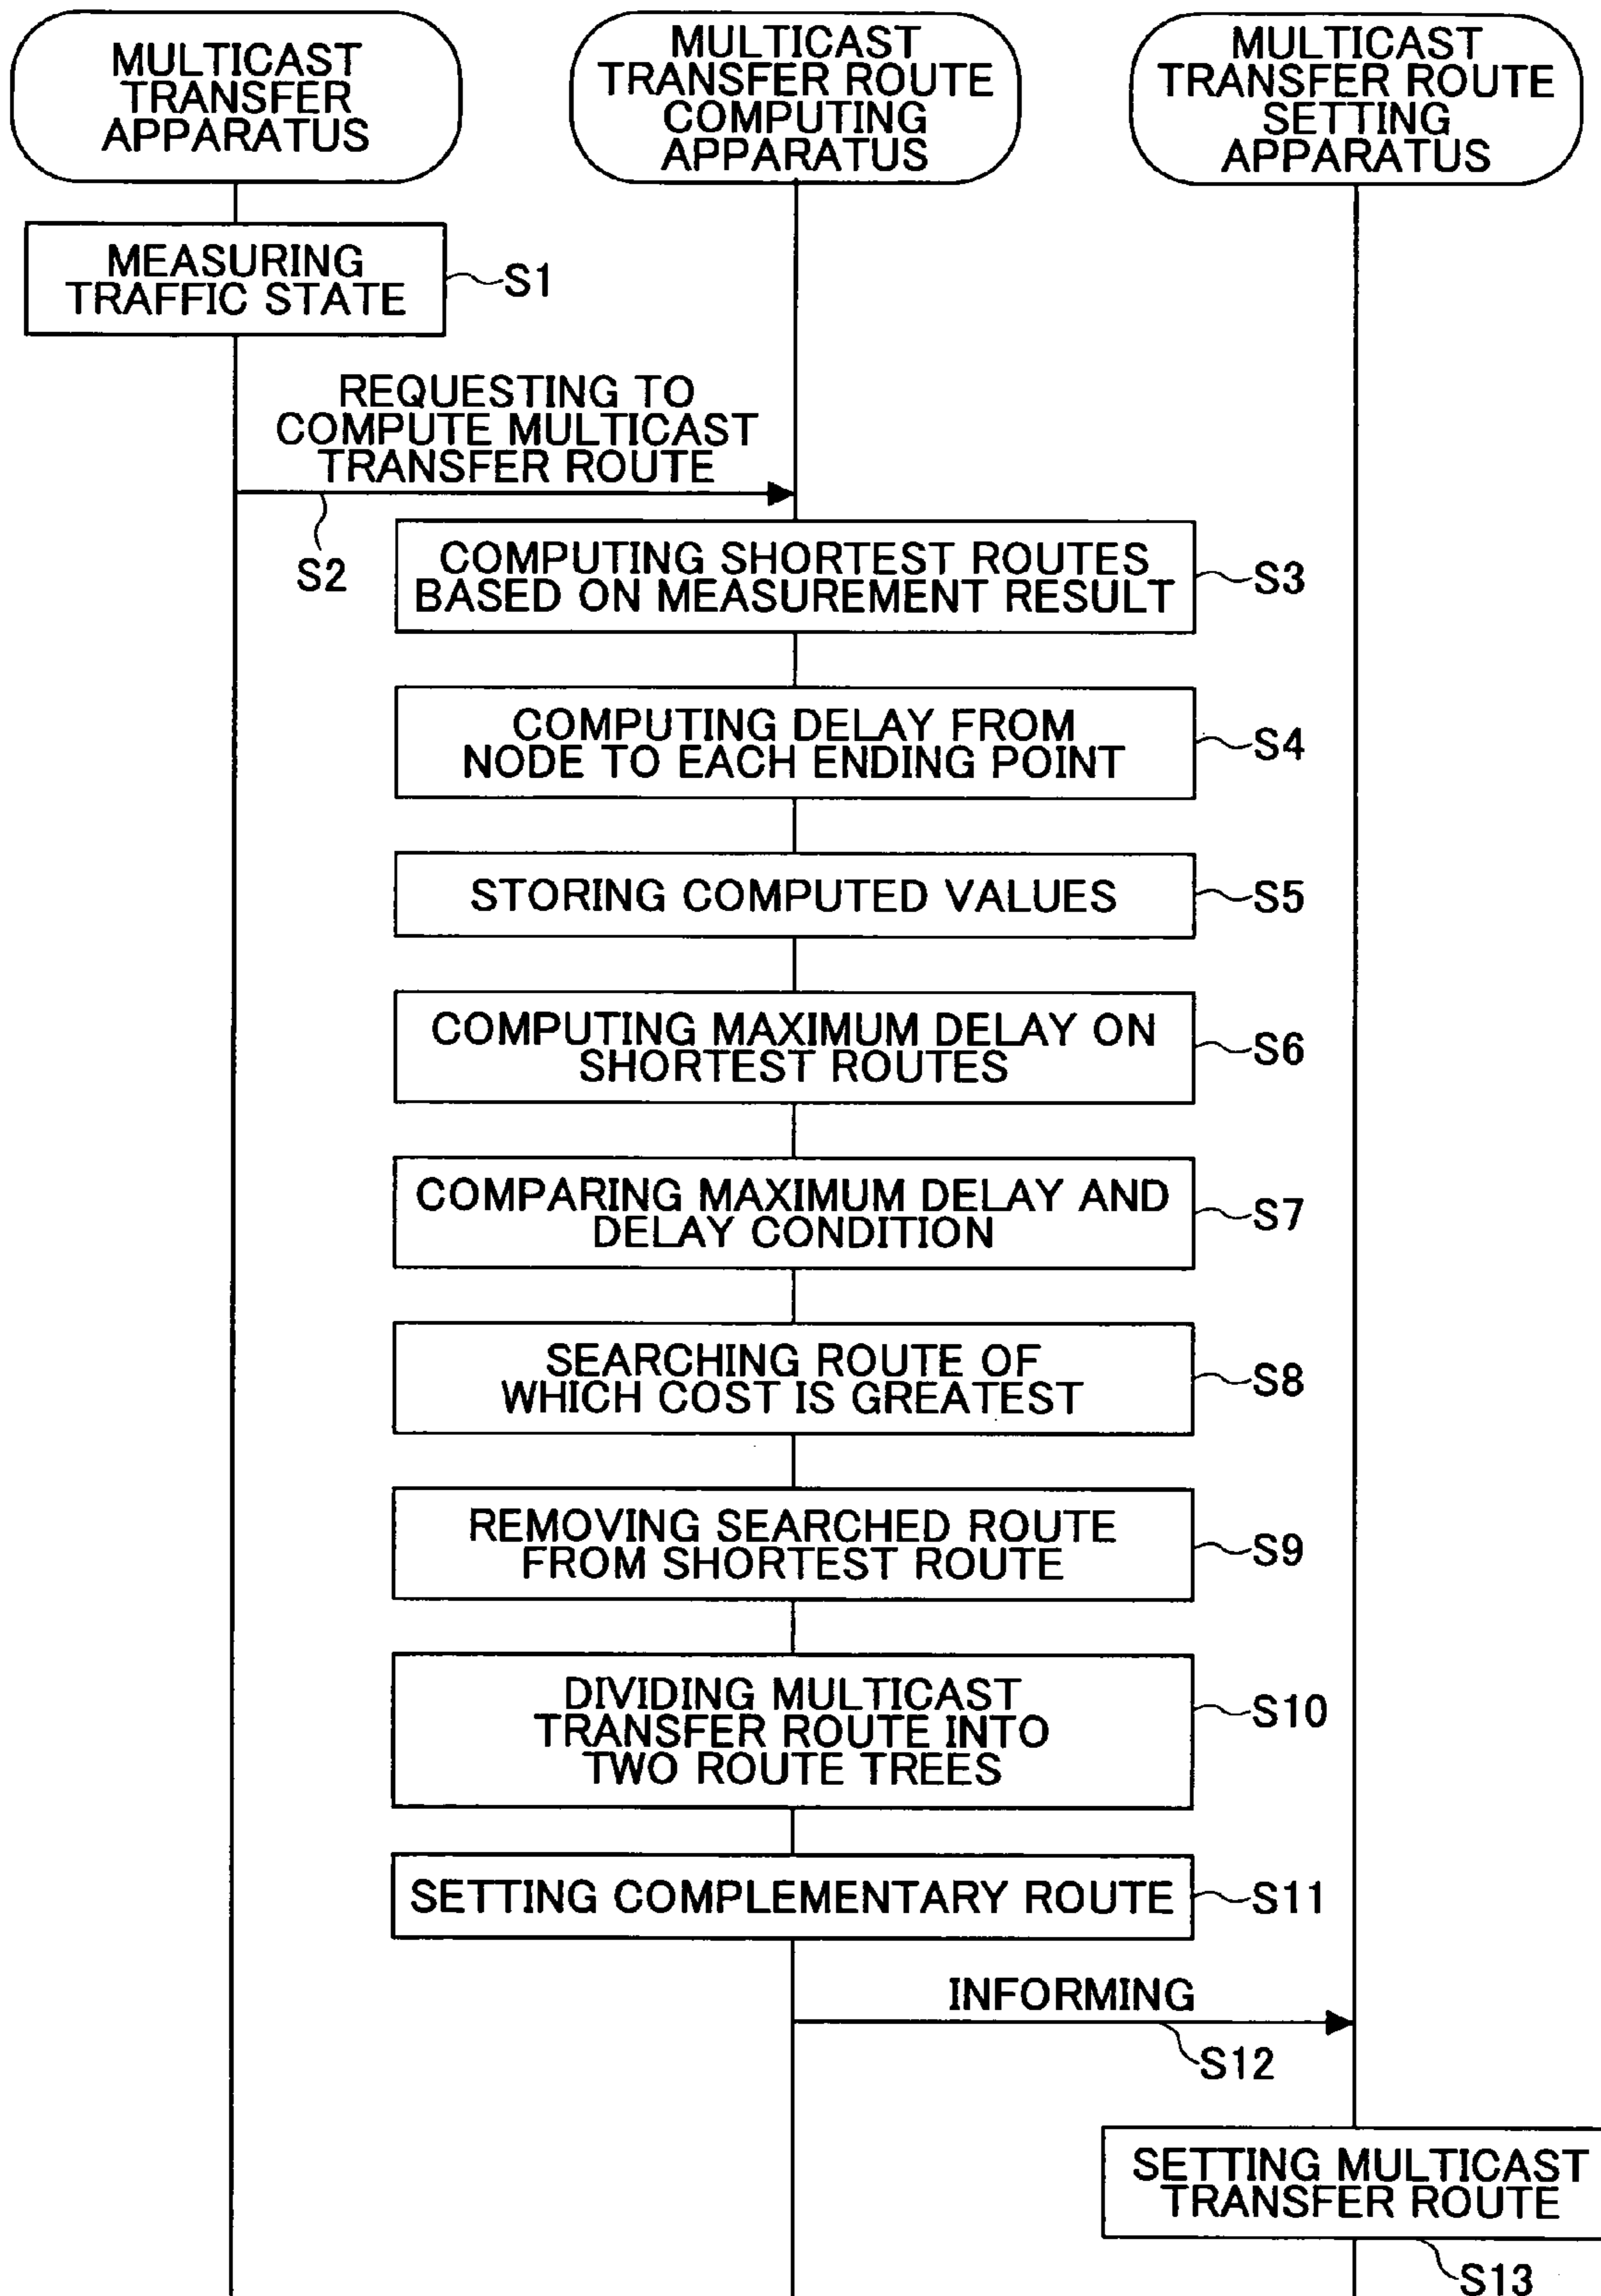 MULTICAST
TRANSFER
APPARATUS
MULTICAST
TRANSFER ROUTE
COMPUTING
APPARATUS
MULTICAST
TRANSFER ROUTE
SETTING
APPARATUS
MEASURING
TRAFFIC STATE
S1
REQUESTING TO
COMPUTE MULTICAST
TRANSFER ROUTE
S2
COMPUTING SHORTEST ROUTES
BASED ON MEASUREMENT RESULT
S3
COMPUTING DELAY FROM
NODE TO EACH ENDING POINT
S4
STORING COMPUTED VALUES
S5
COMPUTING MAXIMUM DELAY ON
SHORTEST ROUTES
S6
COMPARING MAXIMUM DELAY AND
DELAY CONDITION
S7
SEARCHING ROUTE OF
WHICH COST IS GREATEST
S8
REMOVING SEARCHED ROUTE
FROM SHORTEST ROUTE
S9
DIVIDING MULTICAST
TRANSFER ROUTE INTO
TWO ROUTE TREES
S10
SETTING COMPLEMENTARY ROUTE
S11
INFORMING
S12
SETTING MULTICAST
TRANSFER ROUTE
S13